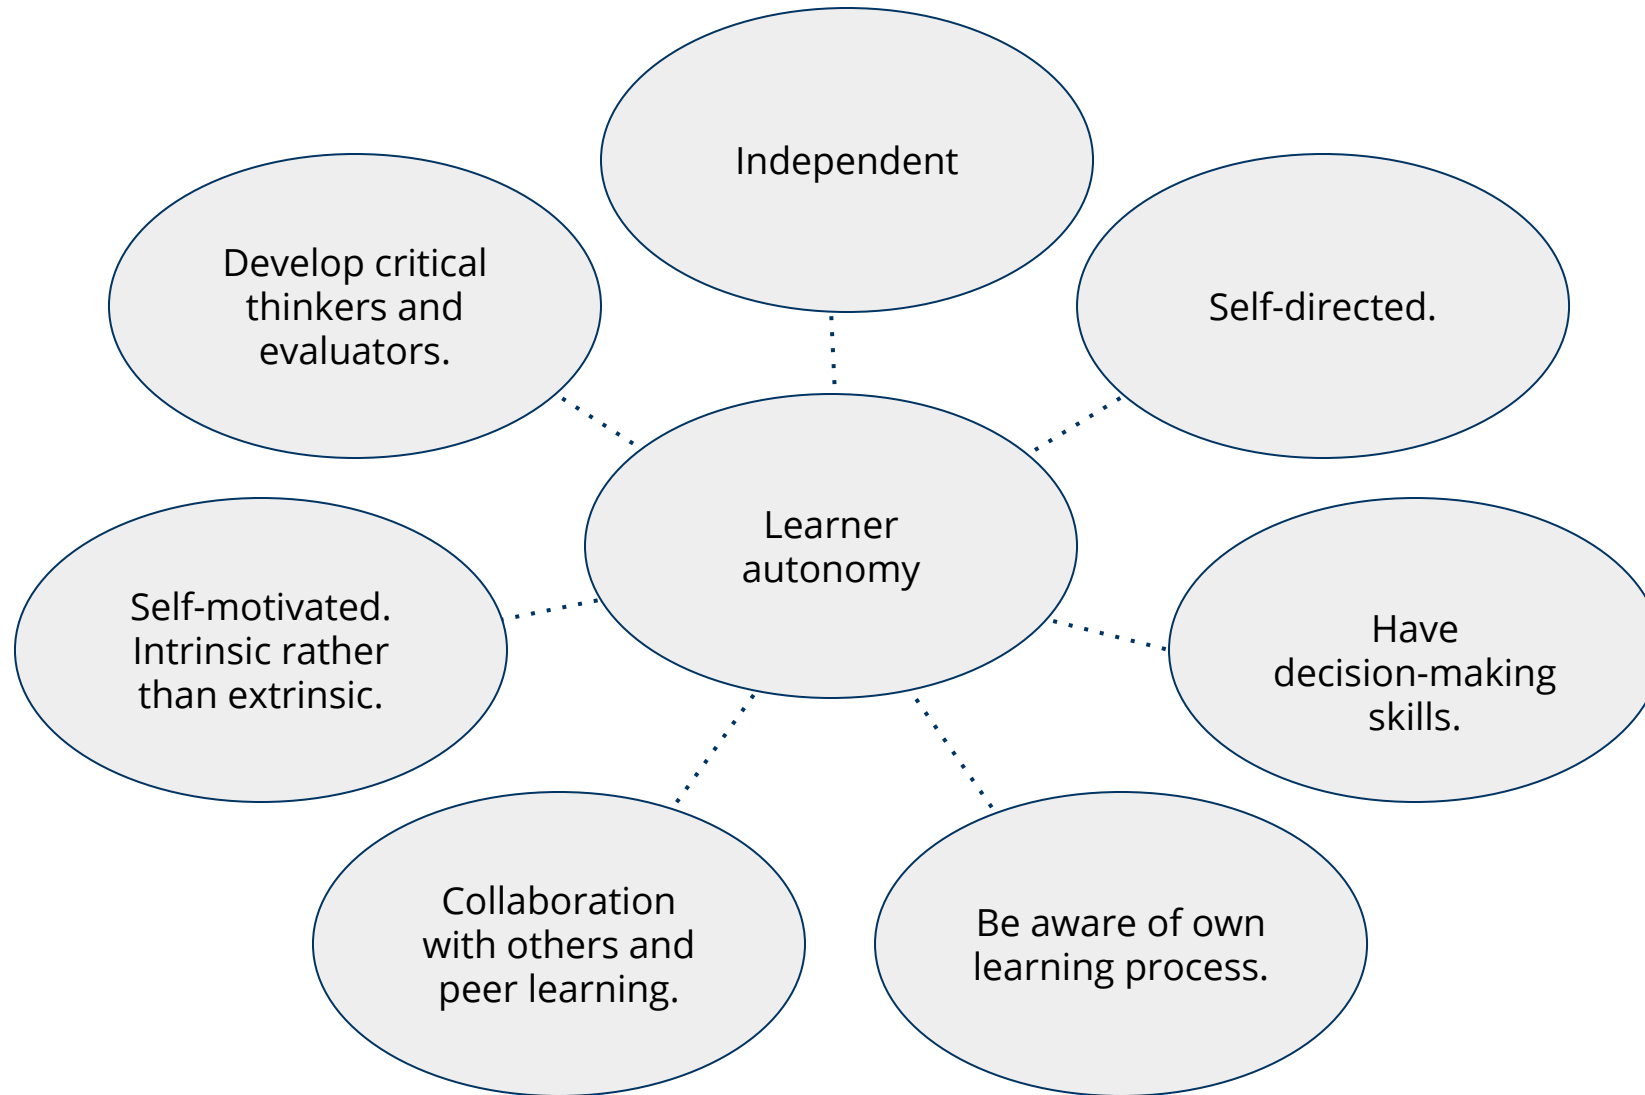 Independent
Develop critical
thinkers and
evaluators.
Self-directed.
Learner
autonomy
Self-motivated.
Intrinsic rather
than extrinsic.
Have
decision-making
skills.
Collaboration
with others and
peer learning.
Be aware of own
learning process.